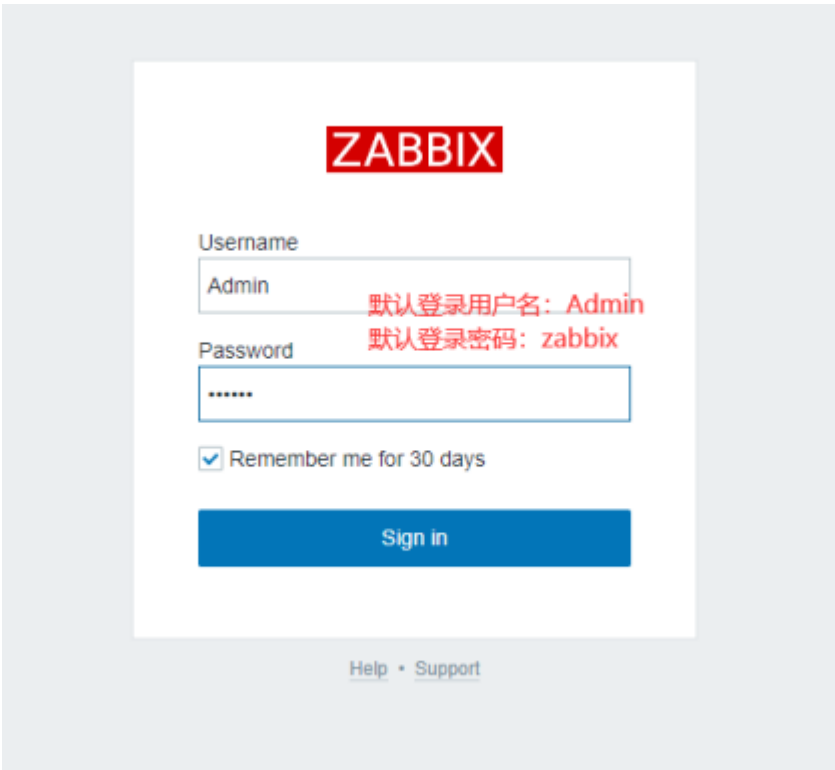 ZABBIX
Username
Admin
默认登录用户名：Admin
默认登录密码：zabbix
Password
••••••
Remember me for 30 days
Sign in
Help • Support